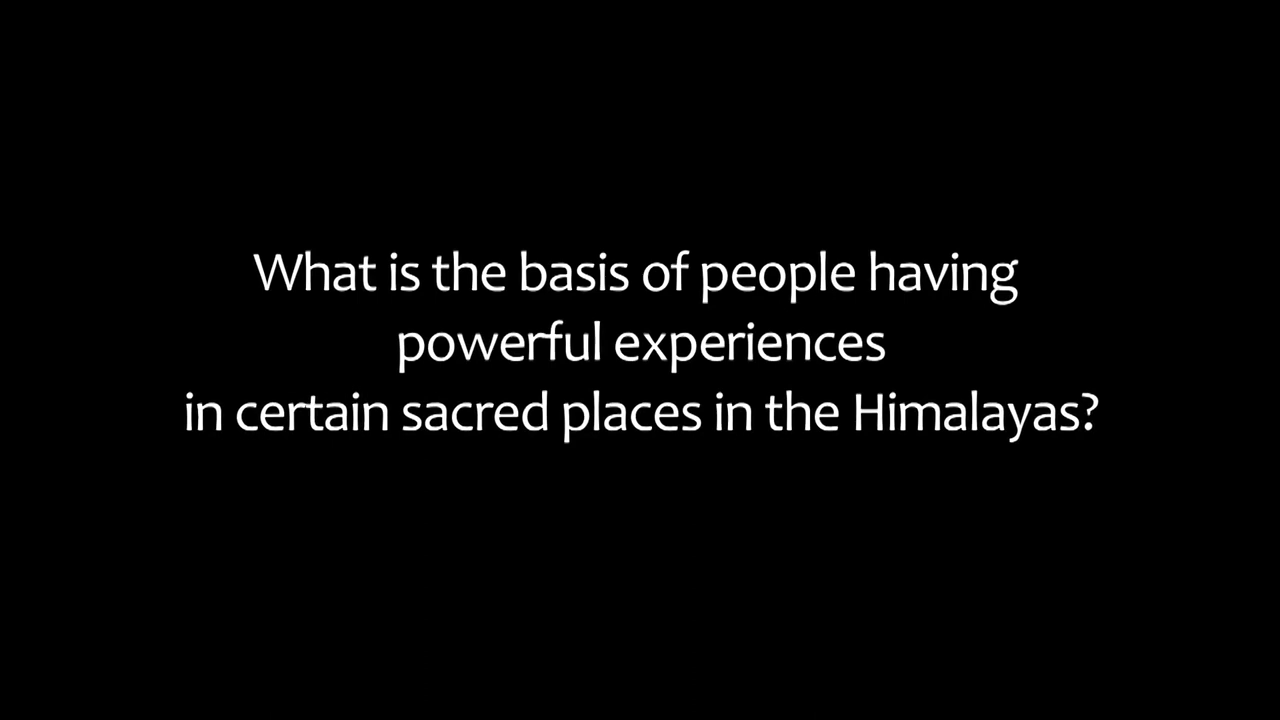 What is the basis of people having
powerful experiences
in certain sacred places in the Himalayas?